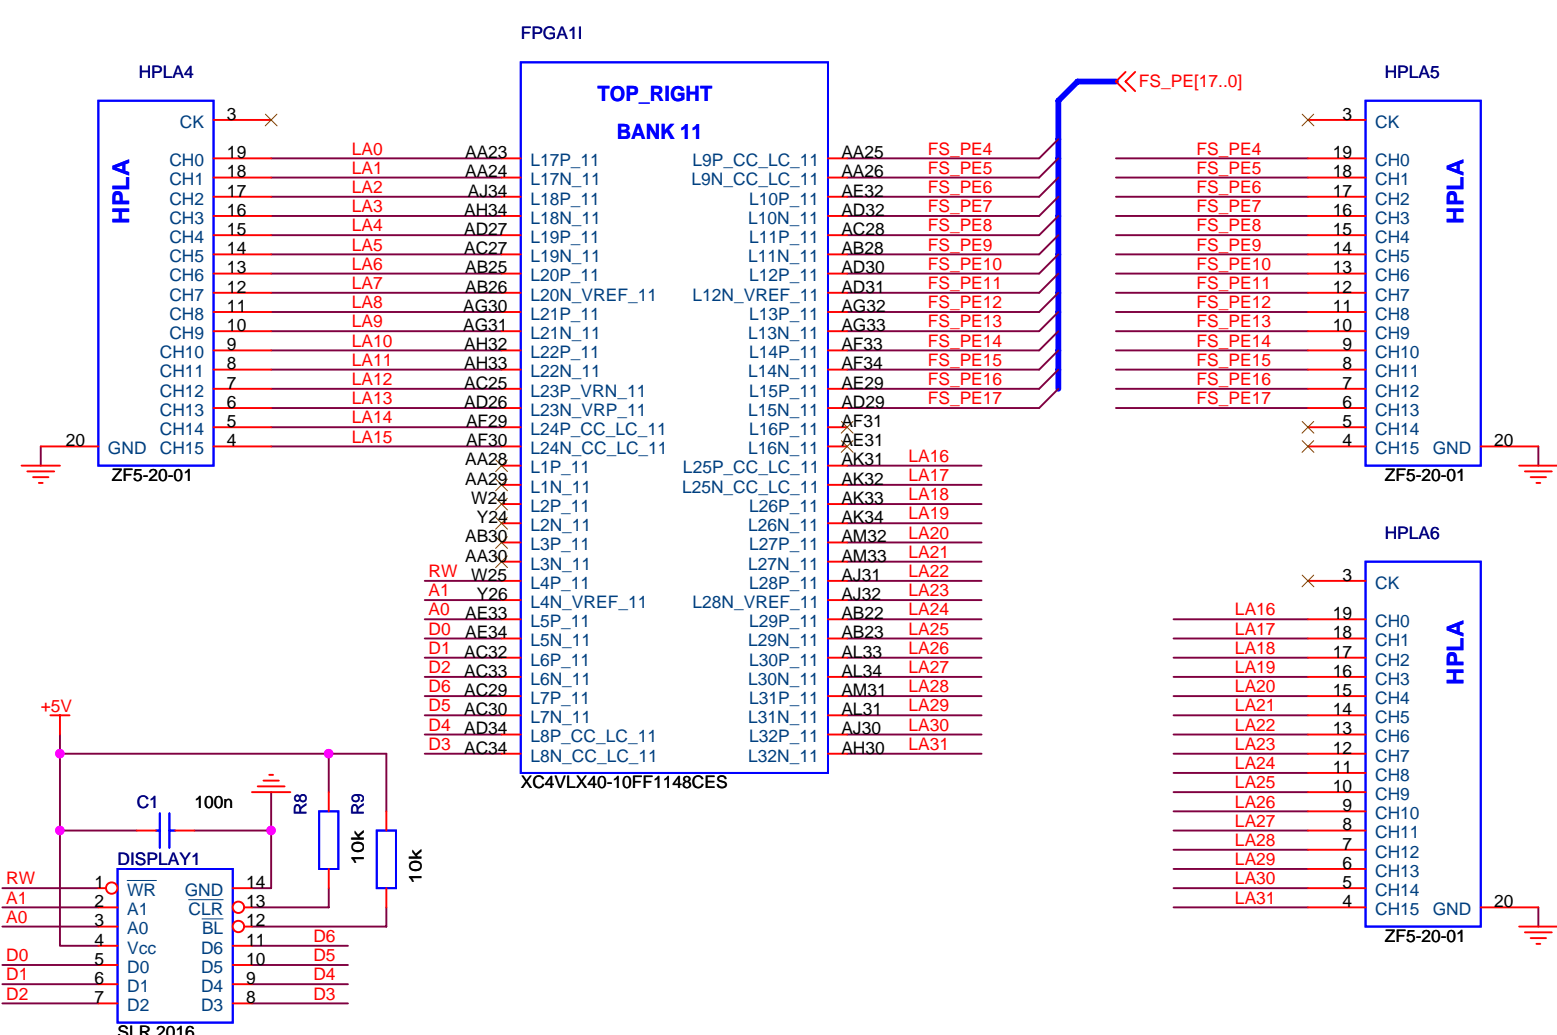 FPGA1I
HPLA4
HPLA5
FS_PE[17..0]
TOP_RIGHT
BANK 11
HPLA
CK 3
CH0 19 LA0 AA23 L17P_11
CH1 18 LA1 AA24 L17N_11
CH2 17 LA2 AJ34 L18P_11
CH3 16 LA3 AH34 L18N_11
CH4 15 LA4 AD27 L19P_11
CH5 14 LA5 AC27 L19N_11
CH6 13 LA6 AB25 L20P_11
CH7 12 LA7 AB26 L20N_VREF_11
CH8 11 LA8 AG30 L21P_11
CH9 10 LA9 AG31 L21N_11
CH10 9 LA10 AH32 L22P_11
CH11 8 LA11 AH33 L22N_11
CH12 7 LA12 AC25 L23P_VRN_11
CH13 6 LA13 AD26 L23N_VRP_11
CH14 5 LA14 AF29 L24P_CC_LC_11
20 GND CH15 4 LA15 AF30 L24N_CC_LC_11
ZF5-20-01
AA28 L1P_11
AA29 L1N_11
W24 L2P_11
Y24 L2N_11
AB30 L3P_11
AA30 L3N_11
RW W25 L4P_11
A1 Y26 L4N_VREF_11
A0 AE33 L5P_11
D0 AE34 L5N_11
D1 AC32 L6P_11
D2 AC33 L6N_11
D6 AC29 L7P_11
D5 AC30 L7N_11
D4 AD34 L8P_CC_LC_11
D3 AC34 L8N_CC_LC_11
L9P_CC_LC_11 AA25 FS_PE4
L9N_CC_LC_11 AA26 FS_PE5
L10P_11 AE32 FS_PE6
L10N_11 AD32 FS_PE7
L11P_11 AC28 FS_PE8
L11N_11 AB28 FS_PE9
L12P_11 AD30 FS_PE10
L12N_VREF_11 AD31 FS_PE11
L13P_11 AG32 FS_PE12
L13N_11 AG33 FS_PE13
L14P_11 AF33 FS_PE14
L14N_11 AF34 FS_PE15
L15P_11 AE29 FS_PE16
L15N_11 AD29 FS_PE17
L16P_11 AF31
L16N_11 AE31
L25P_CC_LC_11 AK31 LA16
L25N_CC_LC_11 AK32 LA17
L26P_11 AK33 LA18
L26N_11 AK34 LA19
L27P_11 AM32 LA20
L27N_11 AM33 LA21
L28P_11 AJ31 LA22
L28N_VREF_11 AJ32 LA23
L29P_11 AB22 LA24
L29N_11 AB23 LA25
L30P_11 AL33 LA26
L30N_11 AL34 LA27
L31P_11 AM31 LA28
L31N_11 AL31 LA29
L32P_11 AJ30 LA30
L32N_11 AH30 LA31
XC4VLX40-10FF1148CES
3 CK
HPLA
FS_PE4 19 CH0
FS_PE5 18 CH1
FS_PE6 17 CH2
FS_PE7 16 CH3
FS_PE8 15 CH4
FS_PE9 14 CH5
FS_PE10 13 CH6
FS_PE11 12 CH7
FS_PE12 11 CH8
FS_PE13 10 CH9
FS_PE14 9 CH10
FS_PE15 8 CH11
FS_PE16 7 CH12
FS_PE17 6 CH13
5 CH14
4 CH15 GND 20
ZF5-20-01
HPLA6
3 CK
HPLA
LA16 19 CH0
LA17 18 CH1
LA18 17 CH2
LA19 16 CH3
LA20 15 CH4
LA21 14 CH5
LA22 13 CH6
LA23 12 CH7
LA24 11 CH8
LA25 10 CH9
LA26 9 CH10
LA27 8 CH11
LA28 7 CH12
LA29 6 CH13
LA30 5 CH14
LA31 4 CH15 GND 20
ZF5-20-01
+5V
C1 100n
R8 10k
R9 10k
DISPLAY1
RW 1 WR GND 14
A1 2 A1 CLR 13
A0 3 A0 BL 12
4 Vcc D6 11 D6
D0 5 D0 D5 10 D5
D1 6 D1 D4 9 D4
D2 7 D2 D3 8 D3
SLR 2016